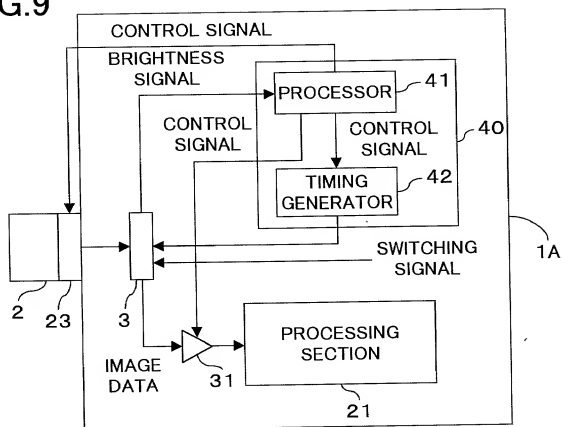 G.9
CONTROL SIGNAL
BRIGHTNESS
SIGNAL
PROCESSOR
41
CONTROL
SIGNAL
CONTROL
SIGNAL
40
TIMING
GENERATOR
42
SWITCHING
SIGNAL
1A
2
23
3
IMAGE
DATA
31
PROCESSING
SECTION
21